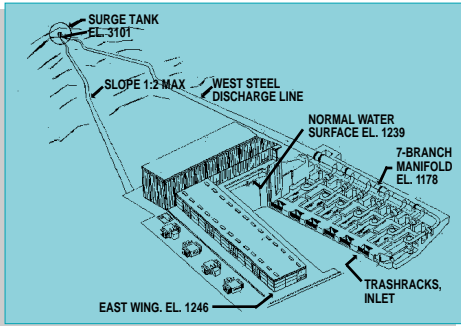 SURGE TANK
EL. 3101
SLOPE 1:2 MAX
WEST STEEL
DISCHARGE LINE
NORMAL WATER
SURFACE EL. 1239
7-BRANCH
MANIFOLD
EL. 1178
TRASHRACKS,
INLET
EAST WING. EL. 1246